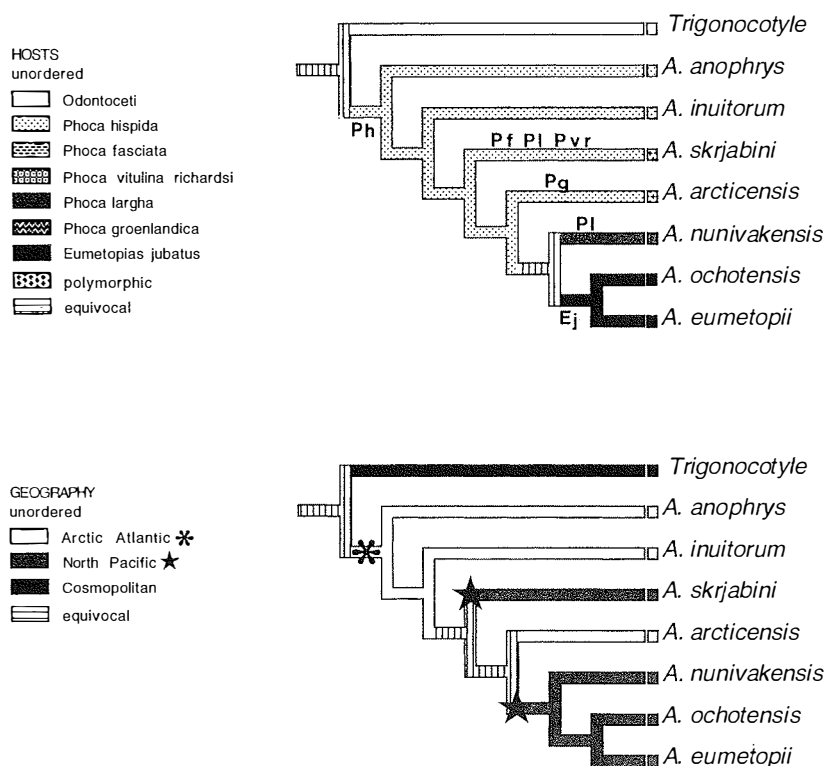 HOSTS
unordered
Odontoceti
Phoca hispida
Phoca fasciata
Phoca vitulina richardsi
Phoca largha
Phoca groenlandica
Eumetopias jubatus
polymorphic
equivocal
Trigonocotyle
A. anophrys
A. inuitorum
A. skrjabini
A. arcticensis
A. nunivakensis
A. ochotensis
A. eumetopii
Ph
Pf Pl Pvr
Pg
Pl
Ej
GEOGRAPHY
unordered
Arctic Atlantic
North Pacific
Cosmopolitan
equivocal
Trigonocotyle
A. anophrys
A. inuitorum
A. skrjabini
A. arcticensis
A. nunivakensis
A. ochotensis
A. eumetopii